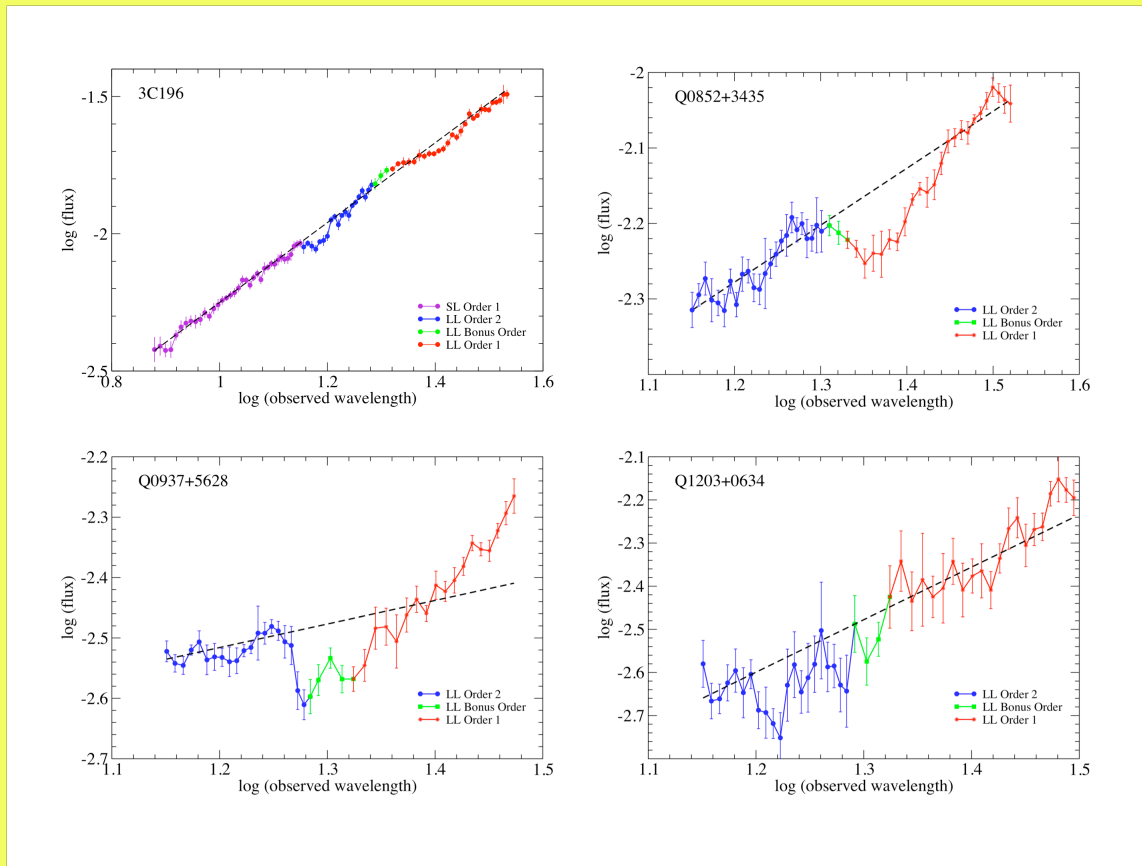 3C196
log (flux)
-1.5
-2
-2.5
0.8
1
1.2
1.4
1.6
log (observed wavelength)
SL Order 1
LL Order 2
LL Bonus Order
LL Order 1
Q0852+3435
log (flux)
-2
-2.1
-2.2
-2.3
1.1
1.2
1.3
1.4
1.5
1.6
log (observed wavelength)
LL Order 2
LL Bonus Order
LL Order 1
Q0937+5628
log (flux)
-2.2
-2.3
-2.4
-2.5
-2.6
-2.7
1.1
1.2
1.3
1.4
1.5
log (observed wavelength)
LL Order 2
LL Bonus Order
LL Order 1
Q1203+0634
log (flux)
-2.1
-2.2
-2.3
-2.4
-2.5
-2.6
-2.7
1.1
1.2
1.3
1.4
1.5
log (observed wavelength)
LL Order 2
LL Bonus Order
LL Order 1